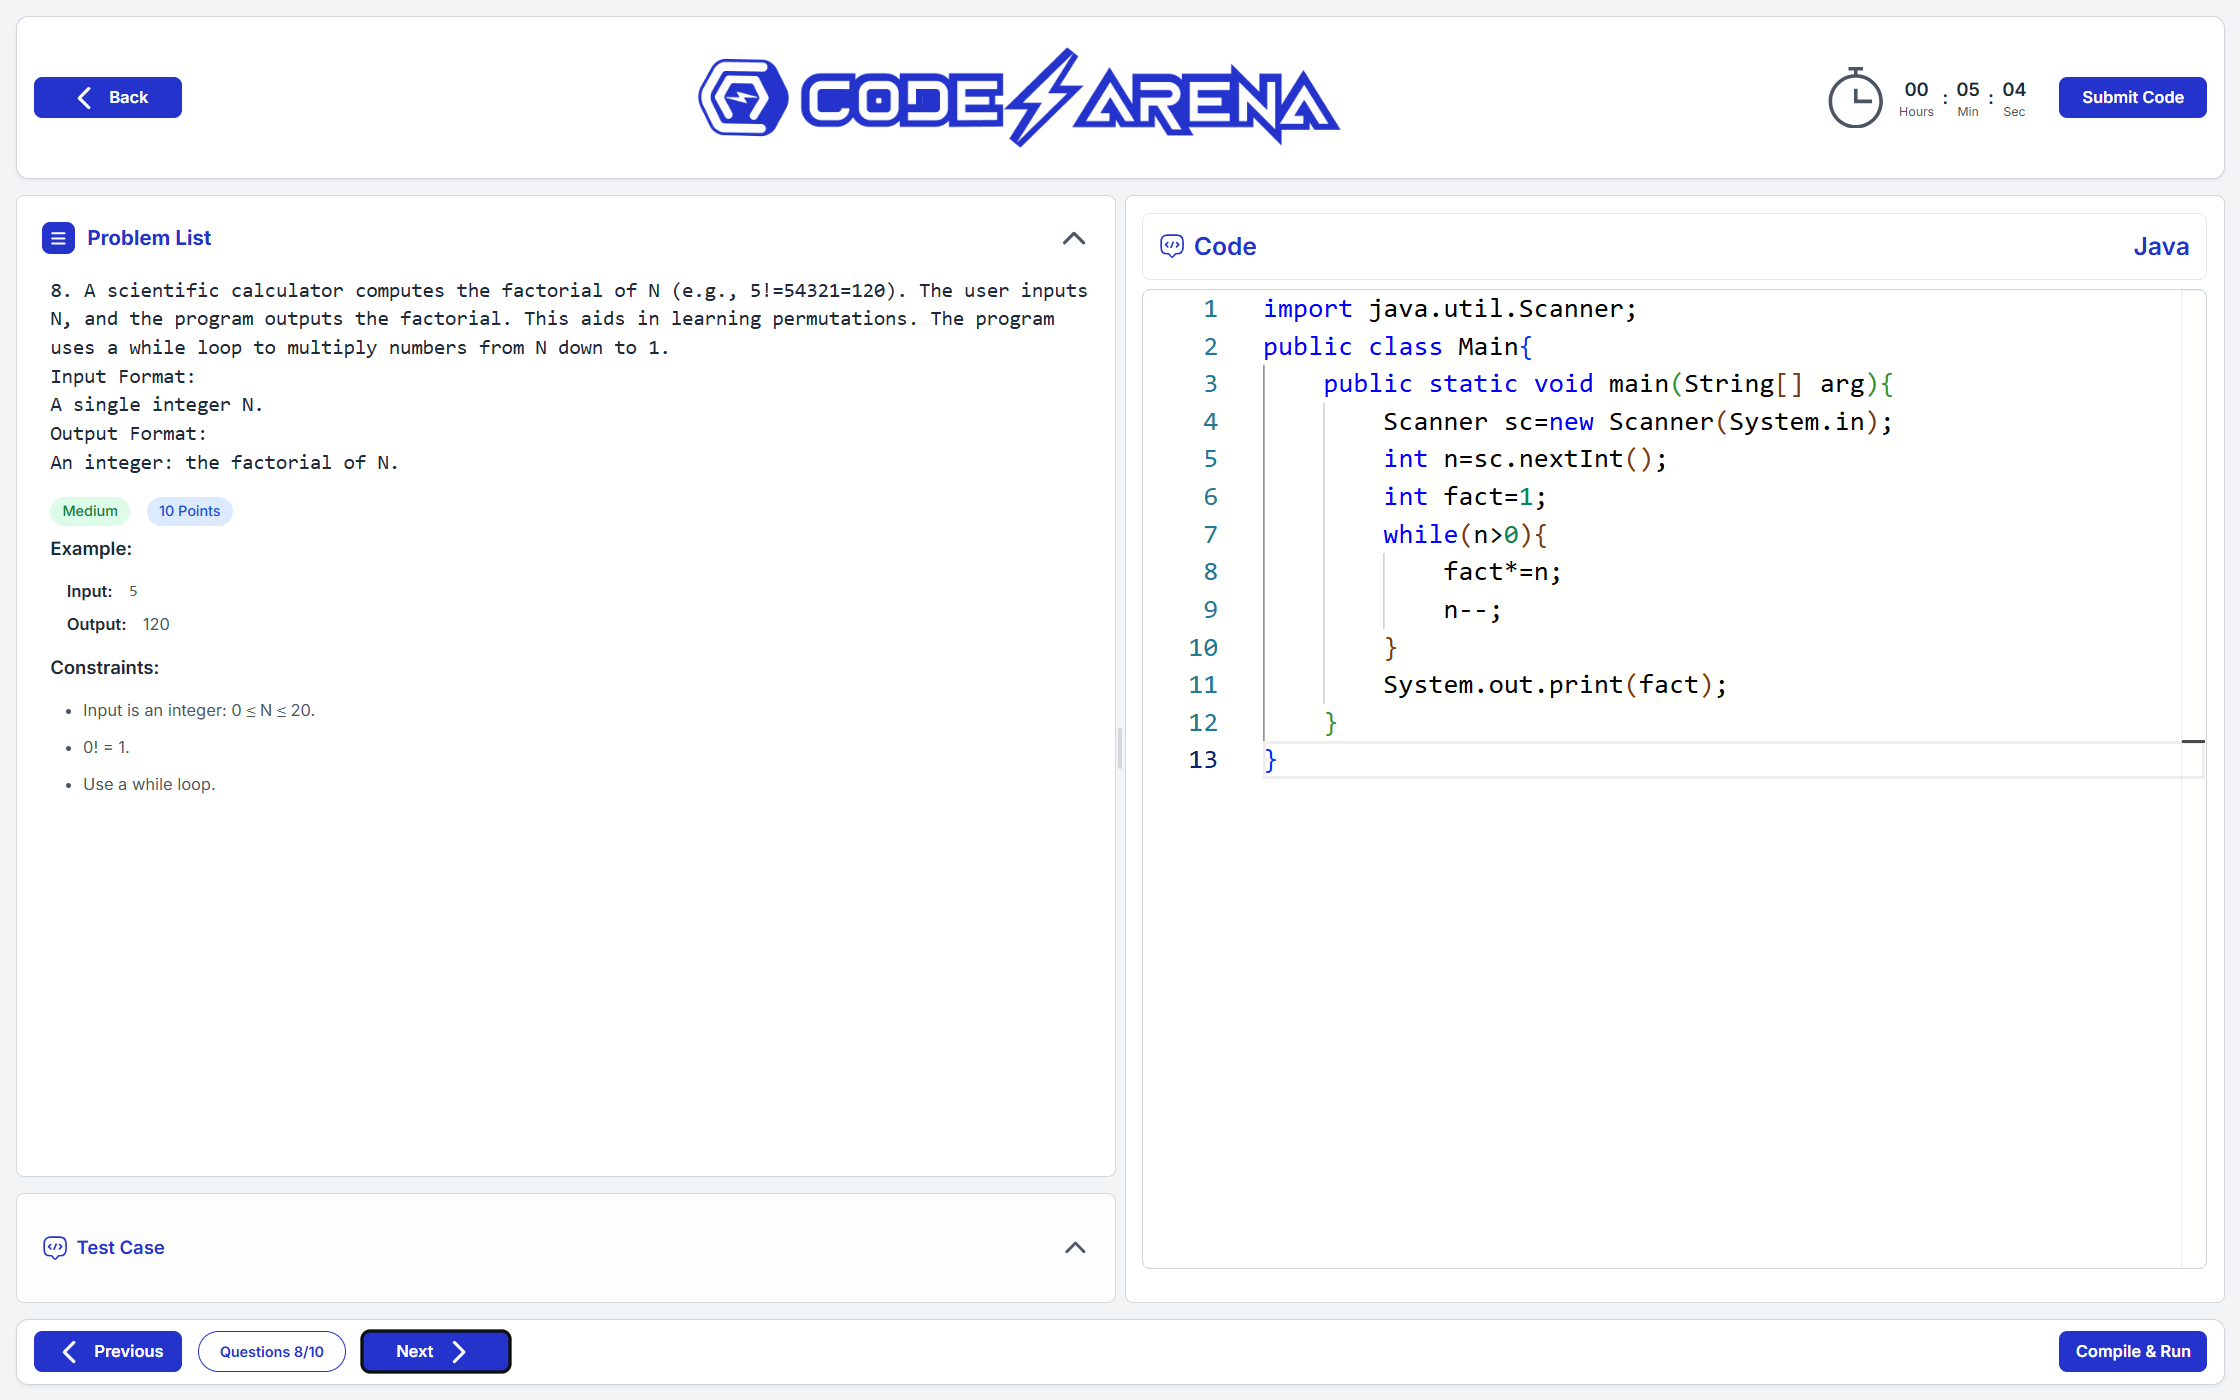 Back
CODE ARENA
00 : 05 : 04
Hours Min Sec
Submit Code
Problem List
8. A scientific calculator computes the factorial of N (e.g., 5!=54321=120). The user inputs
N, and the program outputs the factorial. This aids in learning permutations. The program
uses a while loop to multiply numbers from N down to 1.
Input Format:
A single integer N.
Output Format:
An integer: the factorial of N.
Medium 10 Points
Example:
Input: 5
Output: 120
Constraints:
• Input is an integer: 0 ≤ N ≤ 20.
• 0! = 1.
• Use a while loop.
Test Case
Code
Java
1 import java.util.Scanner;
2 public class Main{
3     public static void main(String[] arg){
4         Scanner sc=new Scanner(System.in);
5         int n=sc.nextInt();
6         int fact=1;
7         while(n>0){
8             fact*=n;
9             n--;
10         }
11         System.out.print(fact);
12     }
13 }
Previous
Questions 8/10
Next
Compile & Run